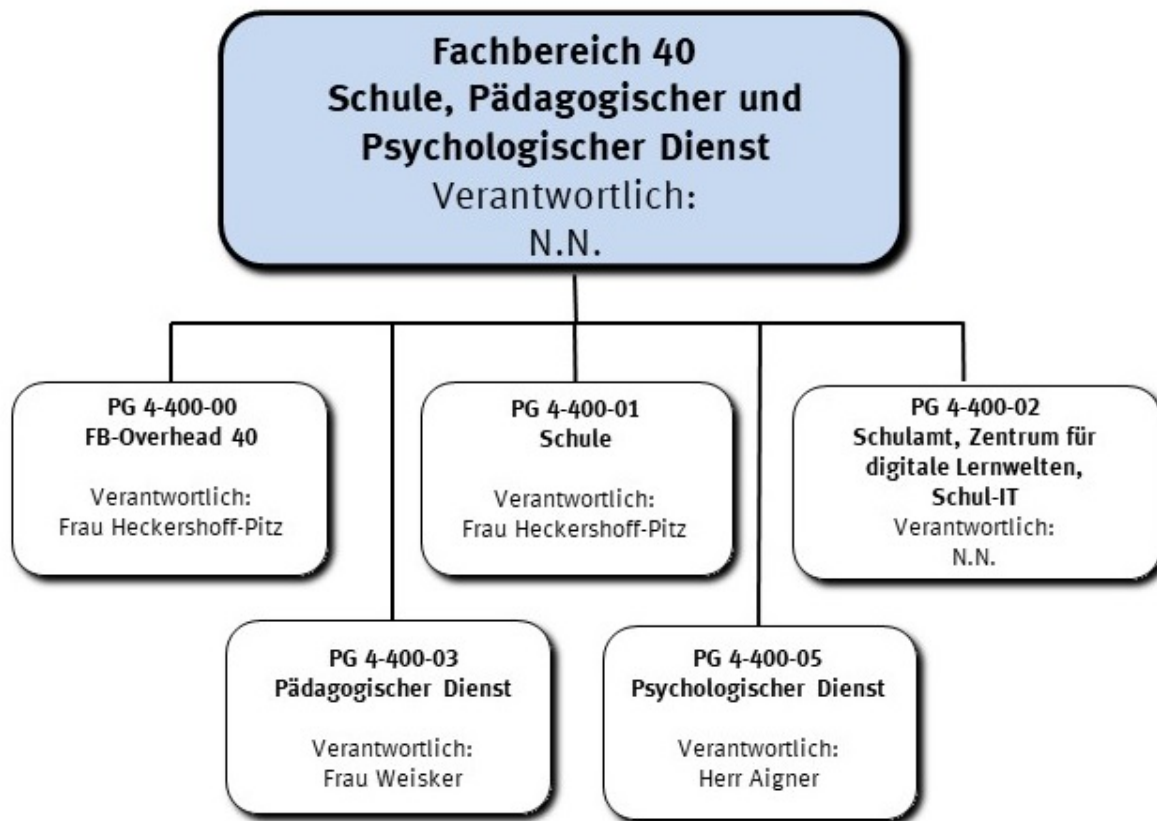 Fachbereich 40
Schule, Pädagogischer und
Psychologischer Dienst
Verantwortlich:
N.N.
PG 4-400-00
FB-Overhead 40
Verantwortlich:
Frau Heckershoff-Pitz
PG 4-400-01
Schule
Verantwortlich:
Frau Heckershoff-Pitz
PG 4-400-02
Schulamt, Zentrum für
digitale Lernwelten,
Schul-IT
Verantwortlich:
N.N.
PG 4-400-03
Pädagogischer Dienst
Verantwortlich:
Frau Weisker
PG 4-400-05
Psychologischer Dienst
Verantwortlich:
Herr Aigner